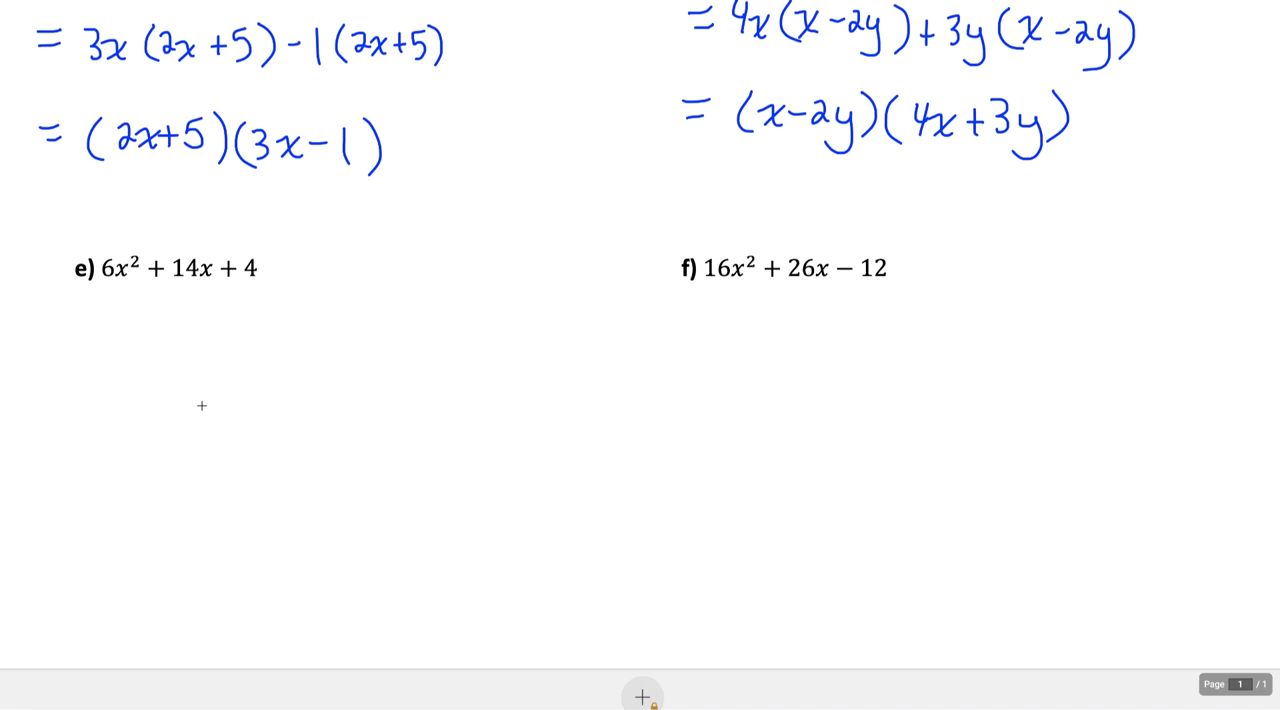 = 3x(2x+5)-1(2x+5)
= (2x+5)(3x-1)
= 4x(x-2y)+3y(x-2y)
= (x-2y)(4x+3y)
e) 6x² + 14x + 4
f) 16x² + 26x − 12
Page 1 / 1